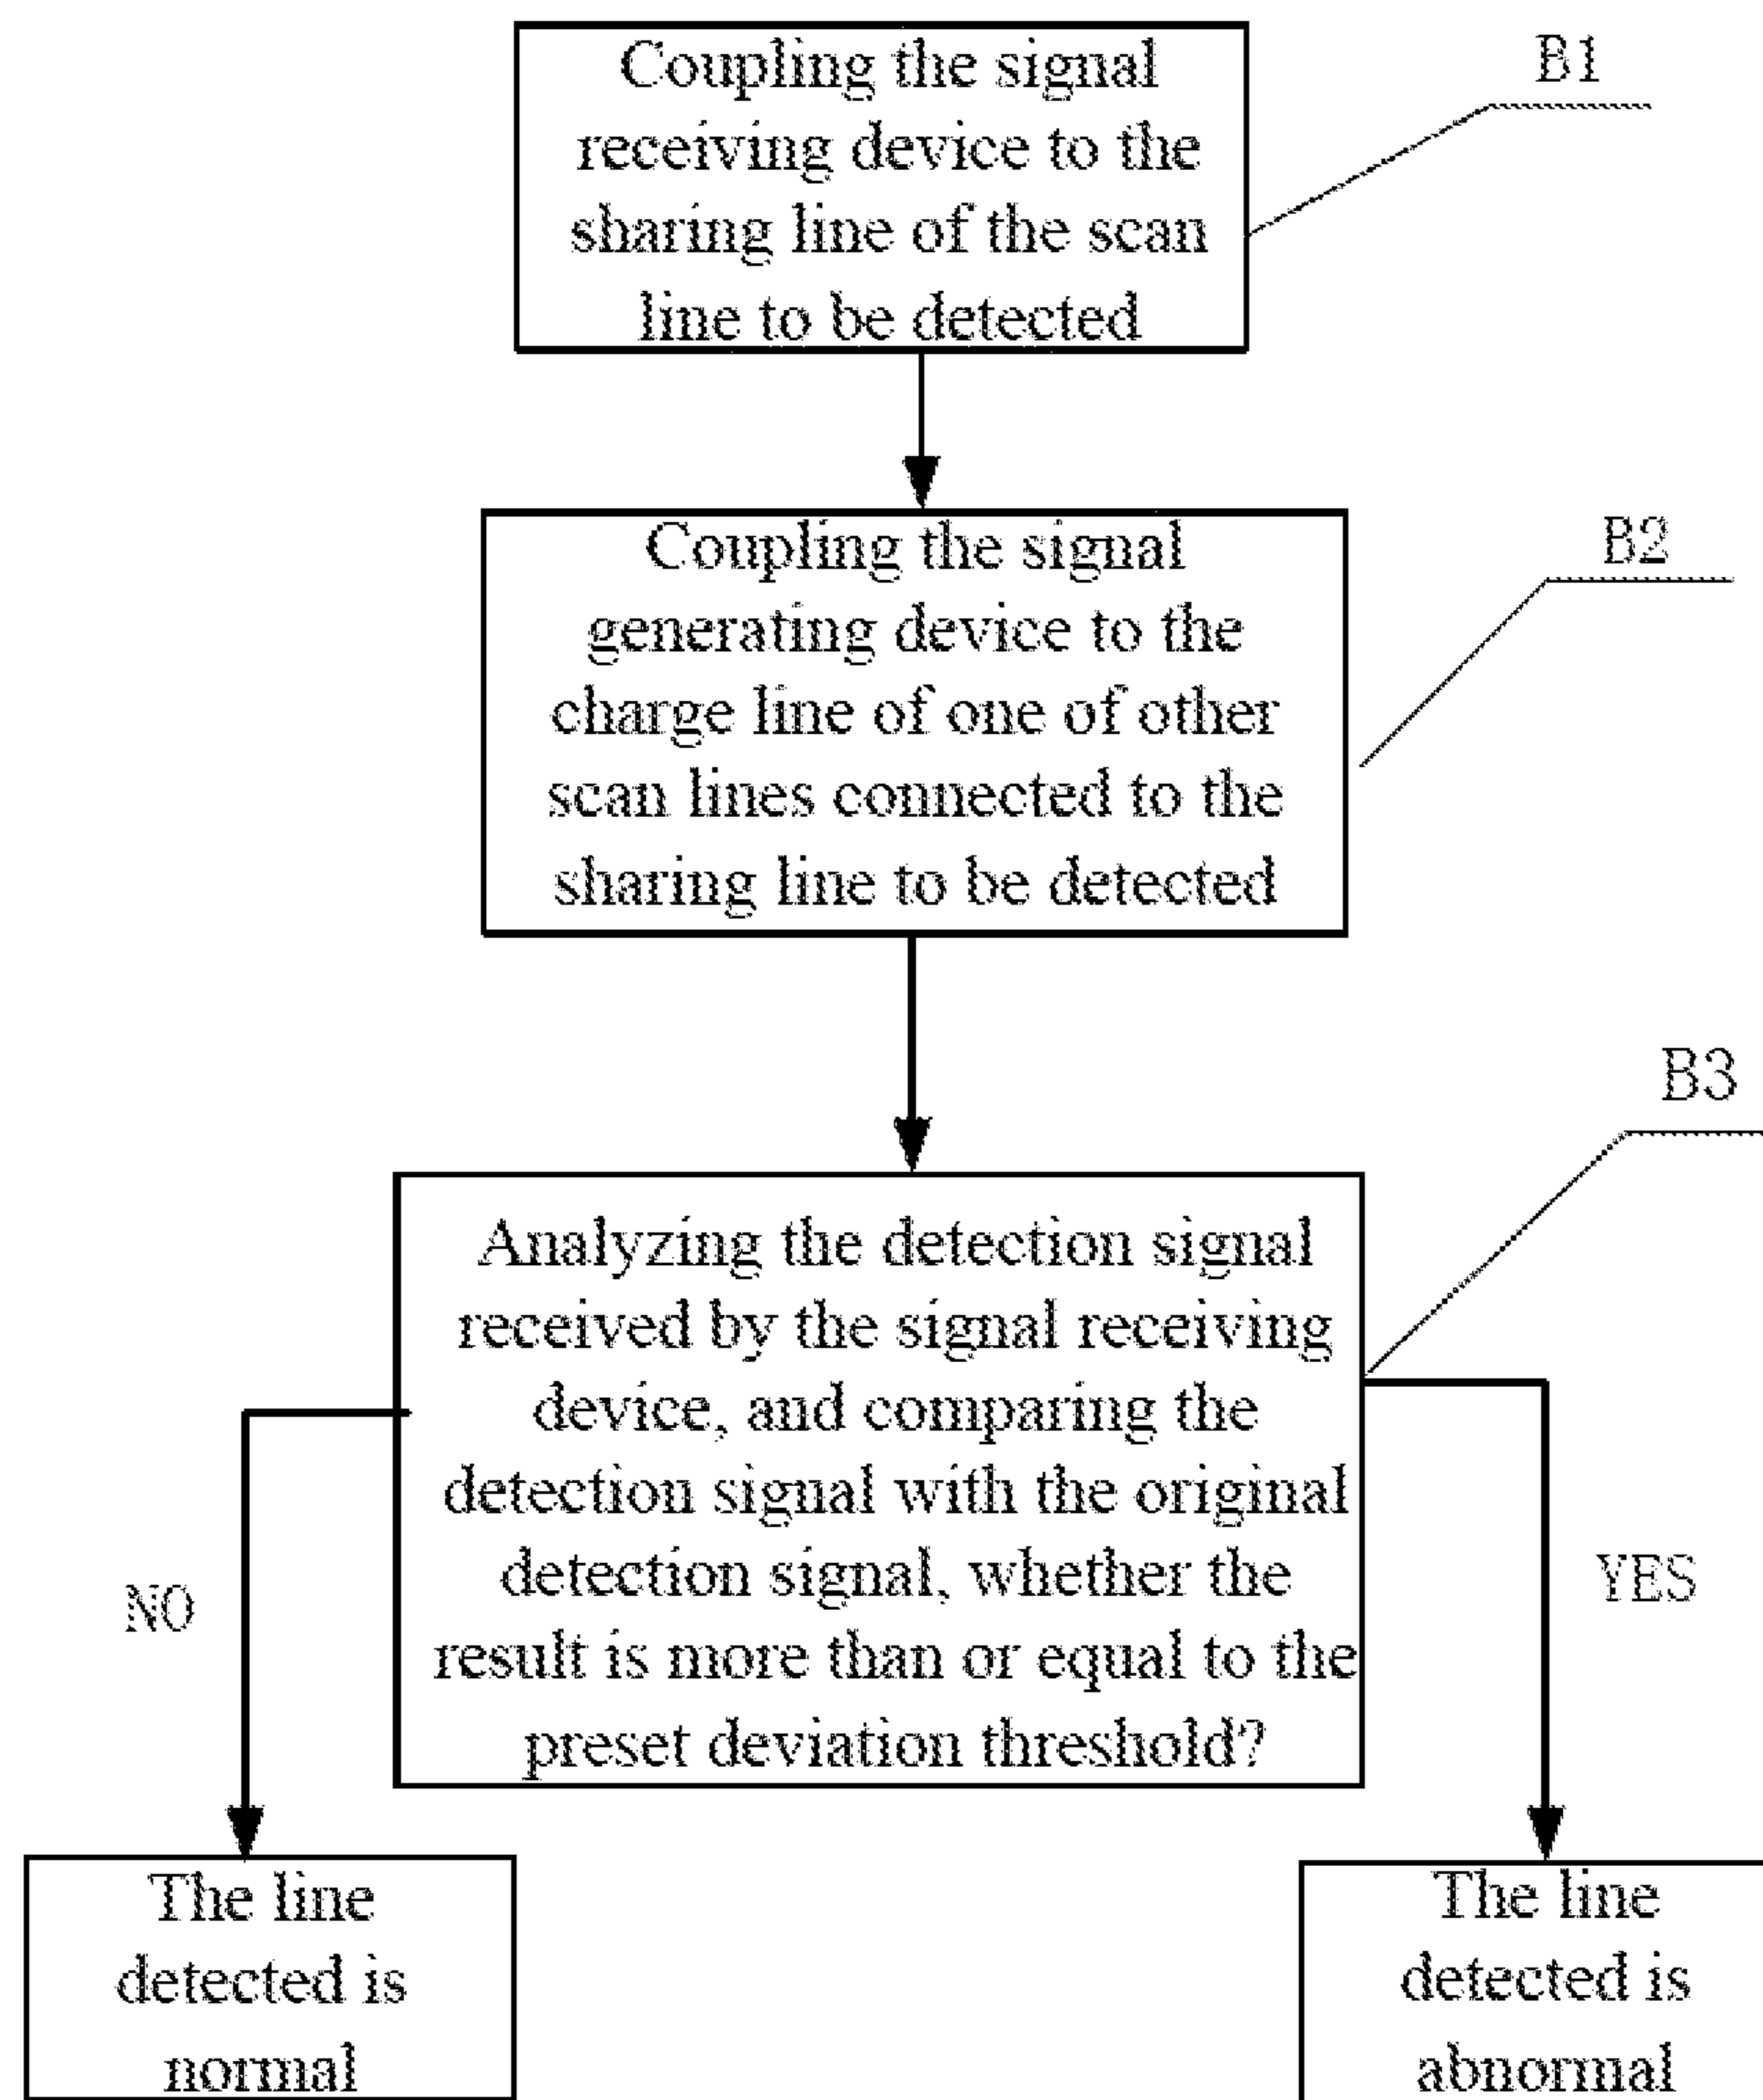 Coupling the signal
receiving device to the
sharing line of the scan
line to be detected
B1
Coupling the signal
generating device to the
charge line of one of other
scan lines connected to the
sharing line to be detected
B2
B3
Analyzing the detection signal
received by the signal receiving
device, and comparing the
detection signal with the original
detection signal, whether the
result is more than or equal to the
preset deviation threshold?
NO
YES
The line
detected is
normal
The line
detected is
abnormal